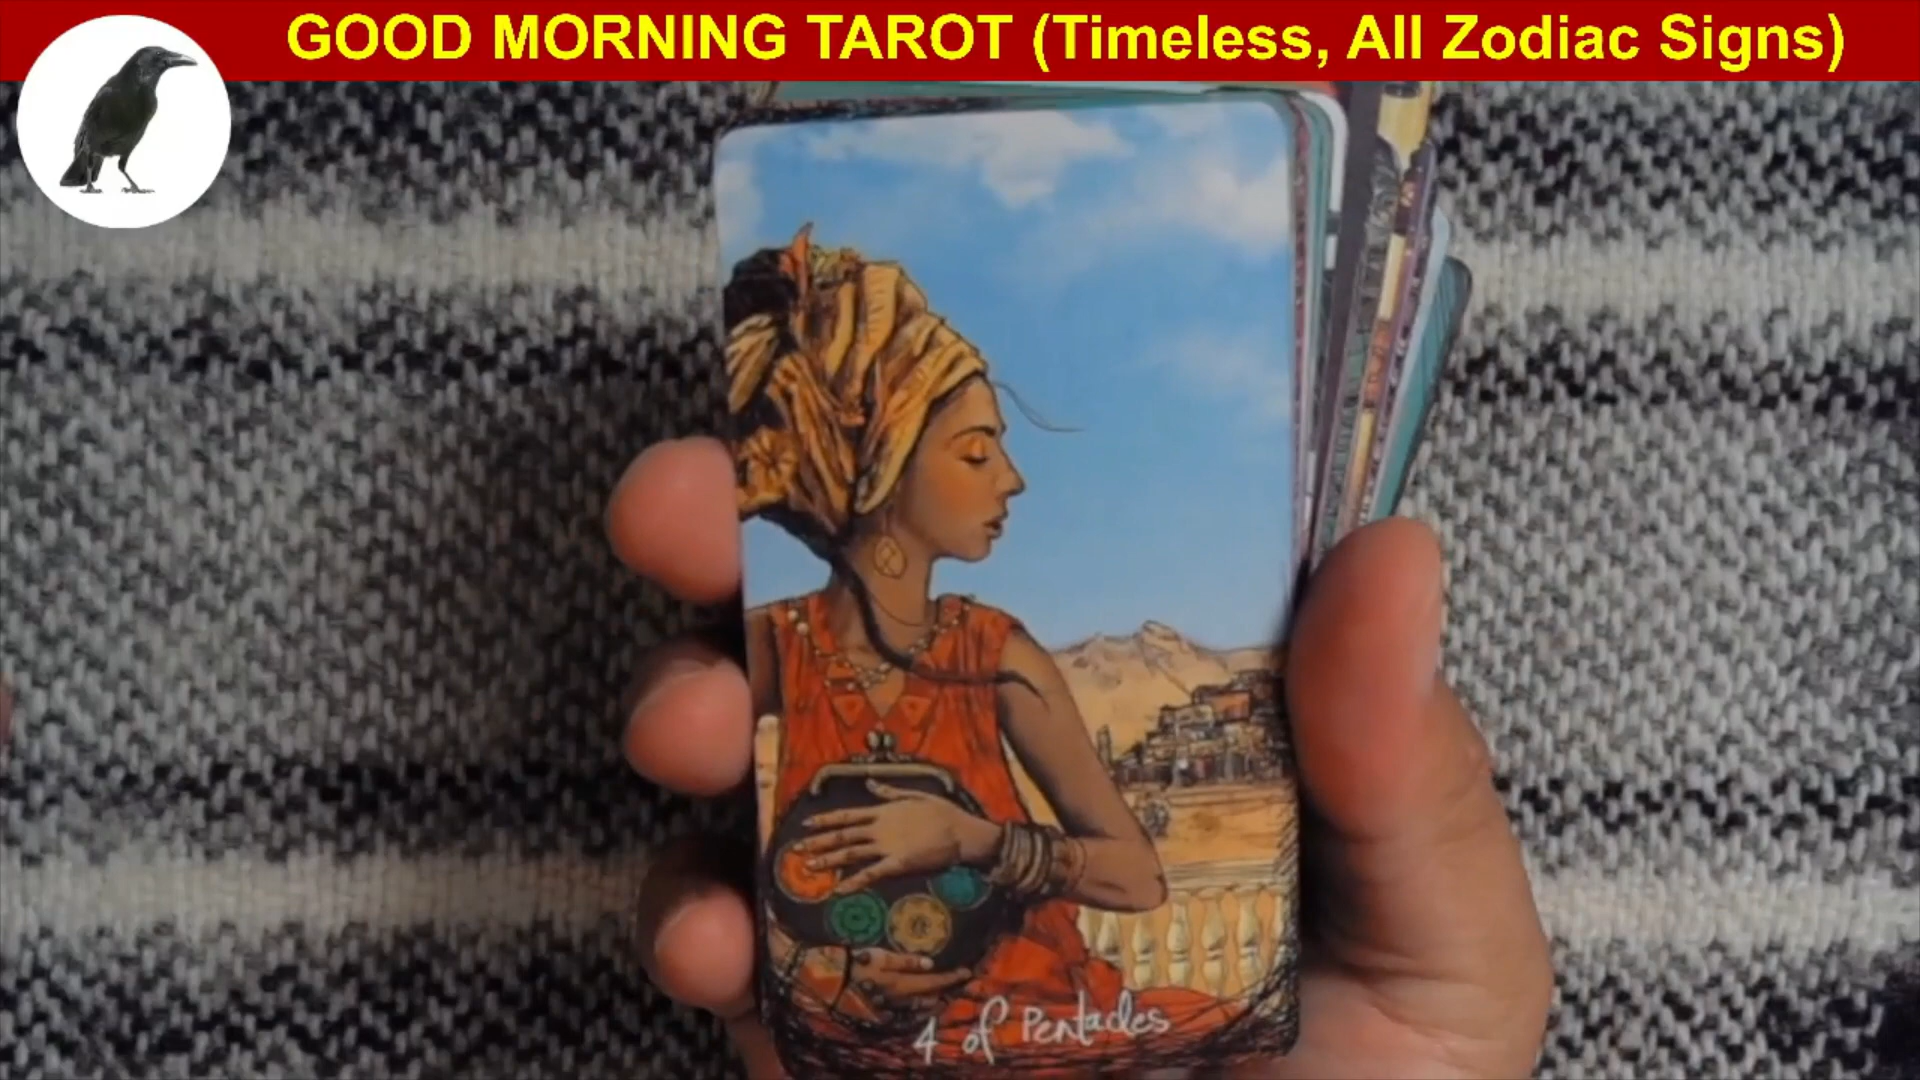 GOOD MORNING TAROT (Timeless, All Zodiac Signs)
4 of Pentacles